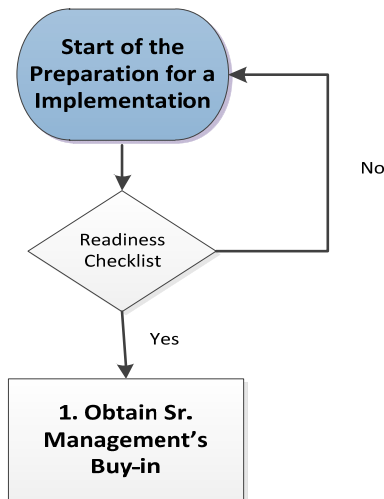 Start of the
Preparation for a
Implementation
No
Readiness
Checklist
Yes
1. Obtain Sr.
Management's
Buy-in